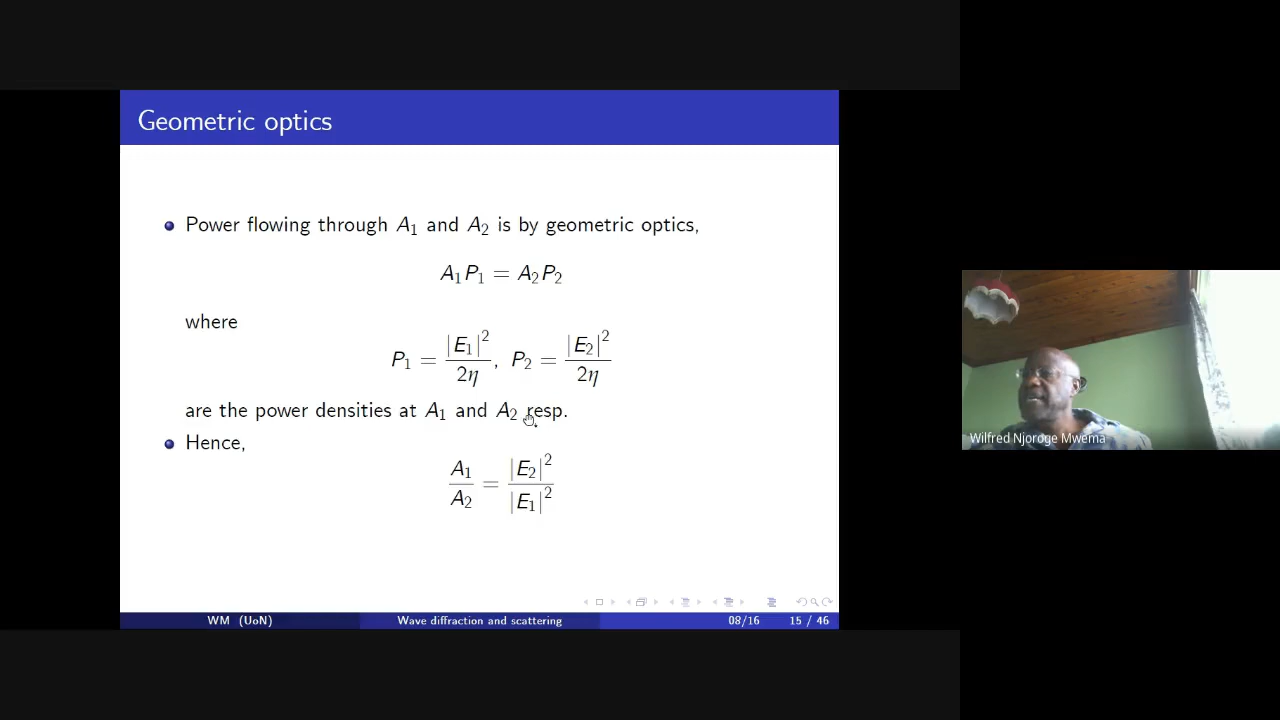 Geometric optics
Power flowing through A₁ and A₂ is by geometric optics,
A₁P₁ = A₂P₂
where
P₁ = |E₁|²/2η, P₂ = |E₂|²/2η
are the power densities at A₁ and A₂ resp.
Hence,
A₁/A₂ = |E₂|²/|E₁|²
WM (UoN) Wave diffraction and scattering 08/16 15 / 46
Wilfred Njoroge Mwema